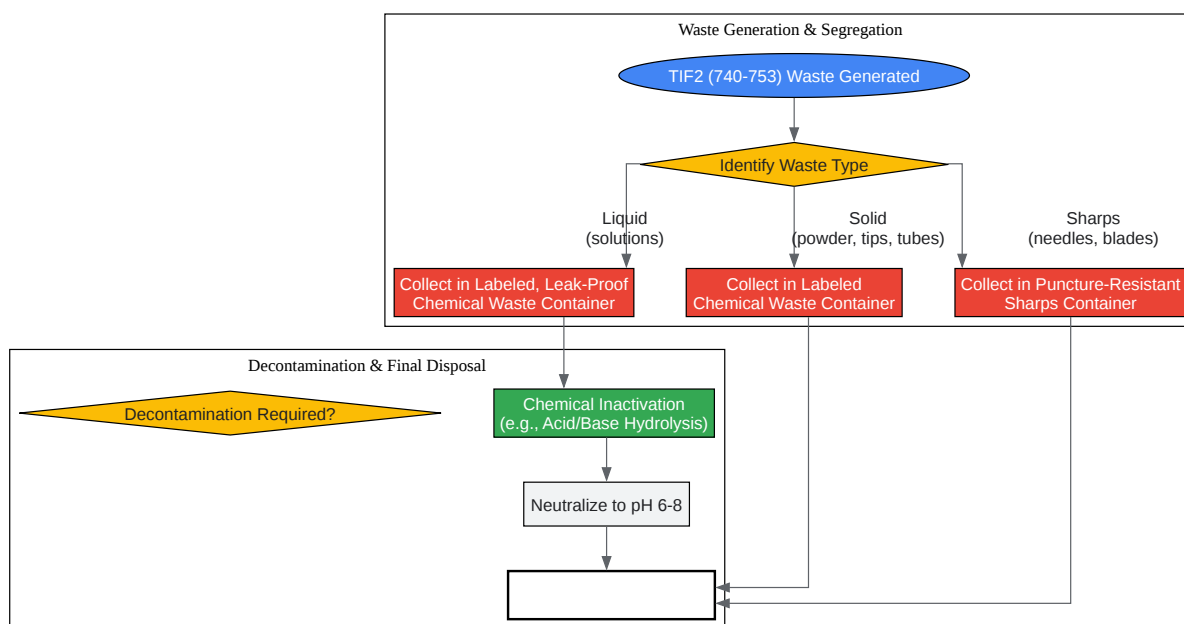 Waste Generation & Segregation
TIF2 (740-753) Waste Generated
Identify Waste Type
Liquid
(solutions)
Solid
(powder, tips, tubes)
Sharps
(needles, blades)
Collect in Labeled, Leak-Proof
Chemical Waste Container
Collect in Labeled
Chemical Waste Container
Collect in Puncture-Resistant
Sharps Container
Decontamination & Final Disposal
Decontamination Required?
Chemical Inactivation
(e.g., Acid/Base Hydrolysis)
Neutralize to pH 6-8